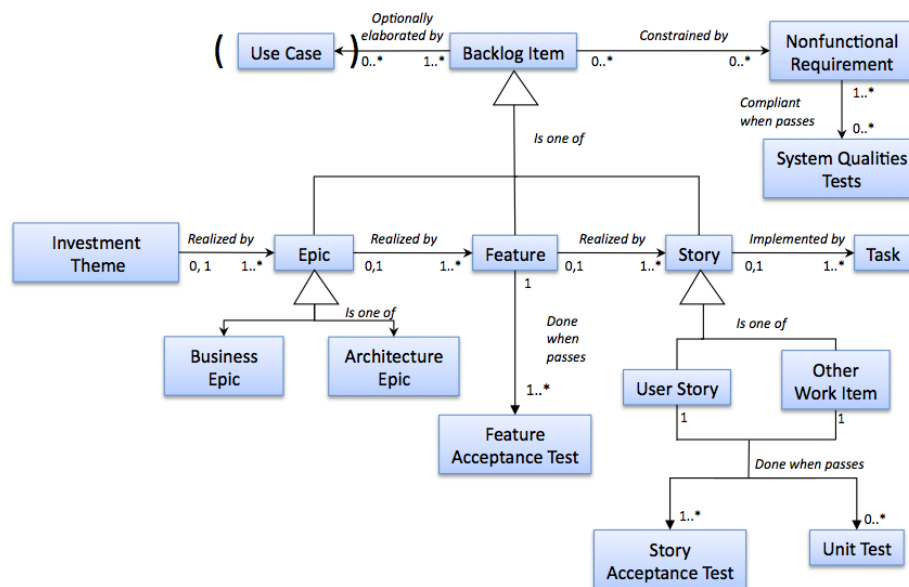 Optionally
elaborated by
( Use Case )
0..*
1..*
Backlog Item
Constrained by
0..*
0..*
Nonfunctional
Requirement
1..*
Compliant
when passes
0..*
System Qualities
Tests
Is one of
Investment
Theme
Realized by
0, 1
1..*
Epic
Realized by
0,1
1..*
Feature
Realized by
0,1
1..*
Story
Implemented by
0,1
1..*
Task
Is one of
Business
Epic
Architecture
Epic
1
Done
when
passes
1..*
Feature
Acceptance Test
Is one of
User Story
1
Other
Work Item
1
Done when passes
1..*
Story
Acceptance Test
0..*
Unit Test